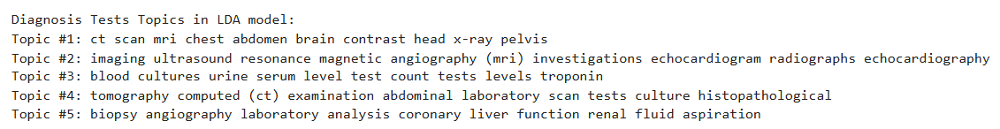 Diagnosis Tests Topics in LDA model:
Topic #1: ct scan mri chest abdomen brain contrast head x-ray pelvis
Topic #2: imaging ultrasound resonance magnetic angiography (mri) investigations echocardiogram radiographs echocardiography
Topic #3: blood cultures urine serum level test count tests levels troponin
Topic #4: tomography computed (ct) examination abdominal laboratory scan tests culture histopathological
Topic #5: biopsy angiography laboratory analysis coronary liver function renal fluid aspiration